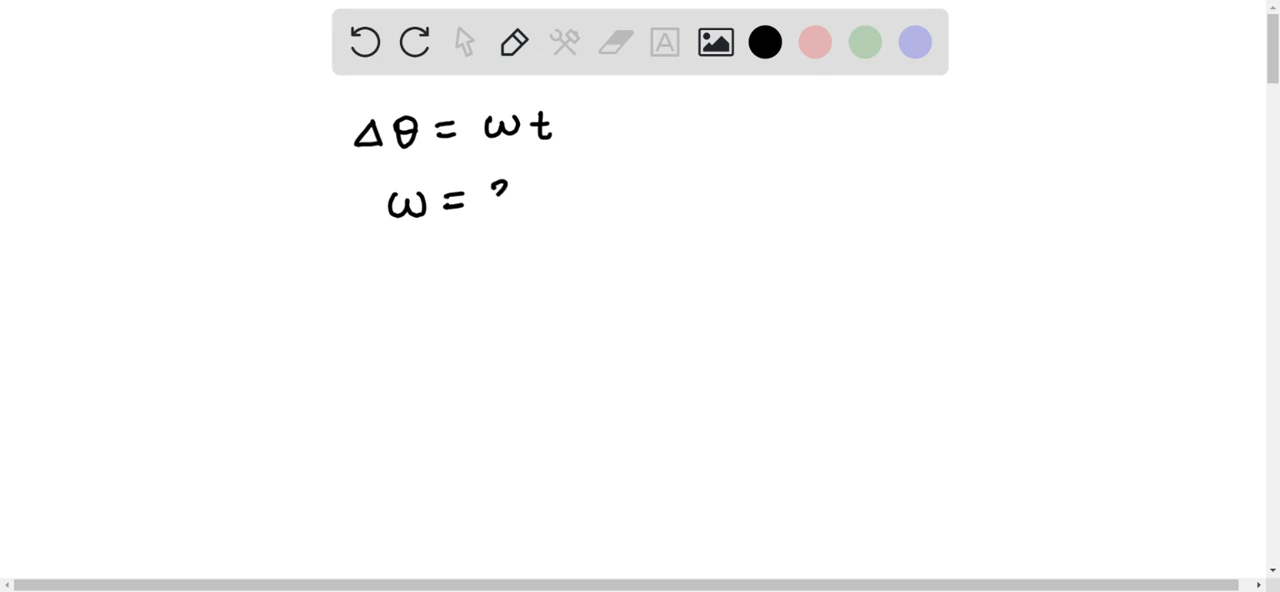 Δθ = ωt
ω = ?